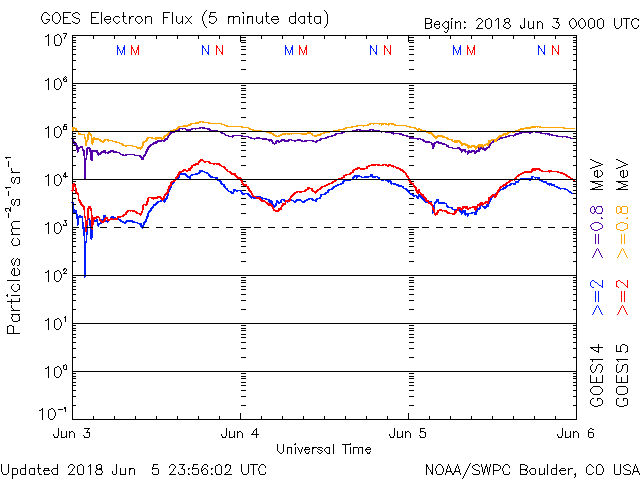 GOES Electron Flux (5 minute data)
Begin: 2018 Jun 3 0000 UTC
M M N N M M N N M M N N
10⁷
10⁶
10⁵
10⁴
10³
10²
10¹
10⁰
10⁻¹
Particles cm⁻²s⁻¹sr⁻¹
Jun 3 Jun 4 Jun 5 Jun 6
Universal Time
GOES14 >=2 >=0.8 MeV
GOES15 >=2 >=0.8 MeV
Updated 2018 Jun 5 23:56:02 UTC
NOAA/SWPC Boulder, CO USA